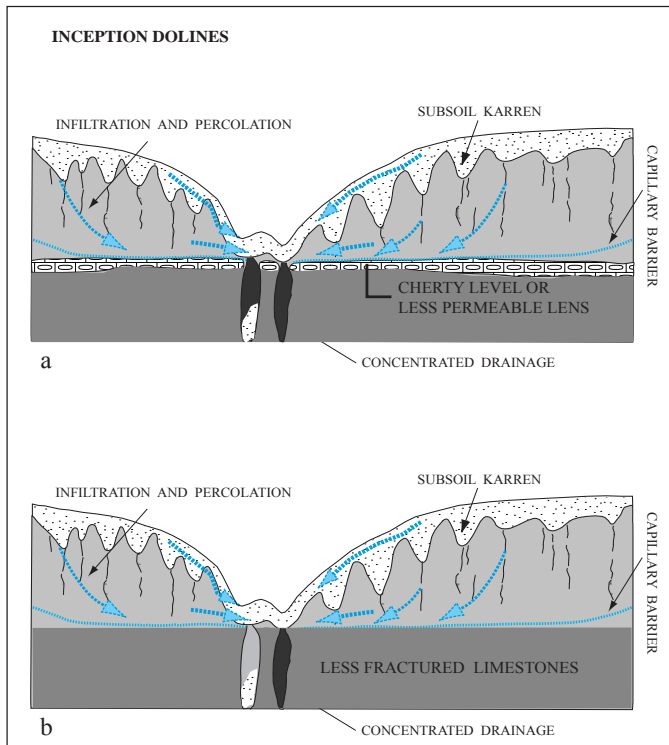 INCEPTION DOLINES
INFILTRATION AND PERCOLATION
SUBSOIL KARREN
CAPILLARY BARRIER
CHERTY LEVEL OR
LESS PERMEABLE LENS
a
CONCENTRATED DRAINAGE
INFILTRATION AND PERCOLATION
SUBSOIL KARREN
CAPILLARY BARRIER
LESS FRACTURED LIMESTONES
b
CONCENTRATED DRAINAGE